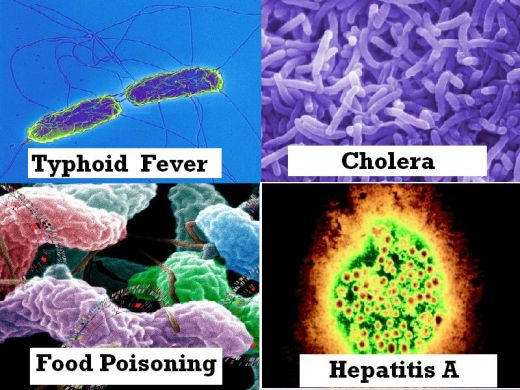 Typhoid Fever
Cholera
Food Poisoning
Hepatitis A